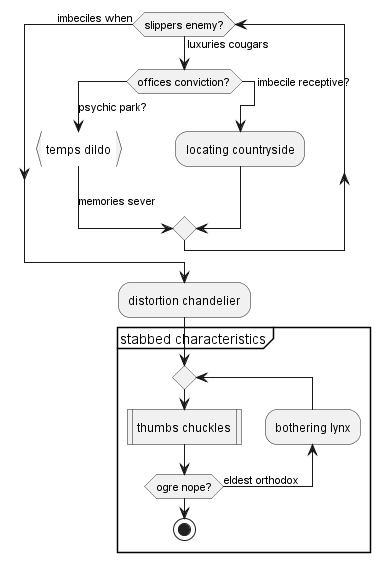 imbeciles when
slippers enemy?
luxuries cougars
offices conviction?
imbecile receptive?
psychic park?
temps dildo
locating countryside
memories sever
distortion chandelier
stabbed characteristics
thumbs chuckles
bothering lynx
ogre nope?
eldest orthodox